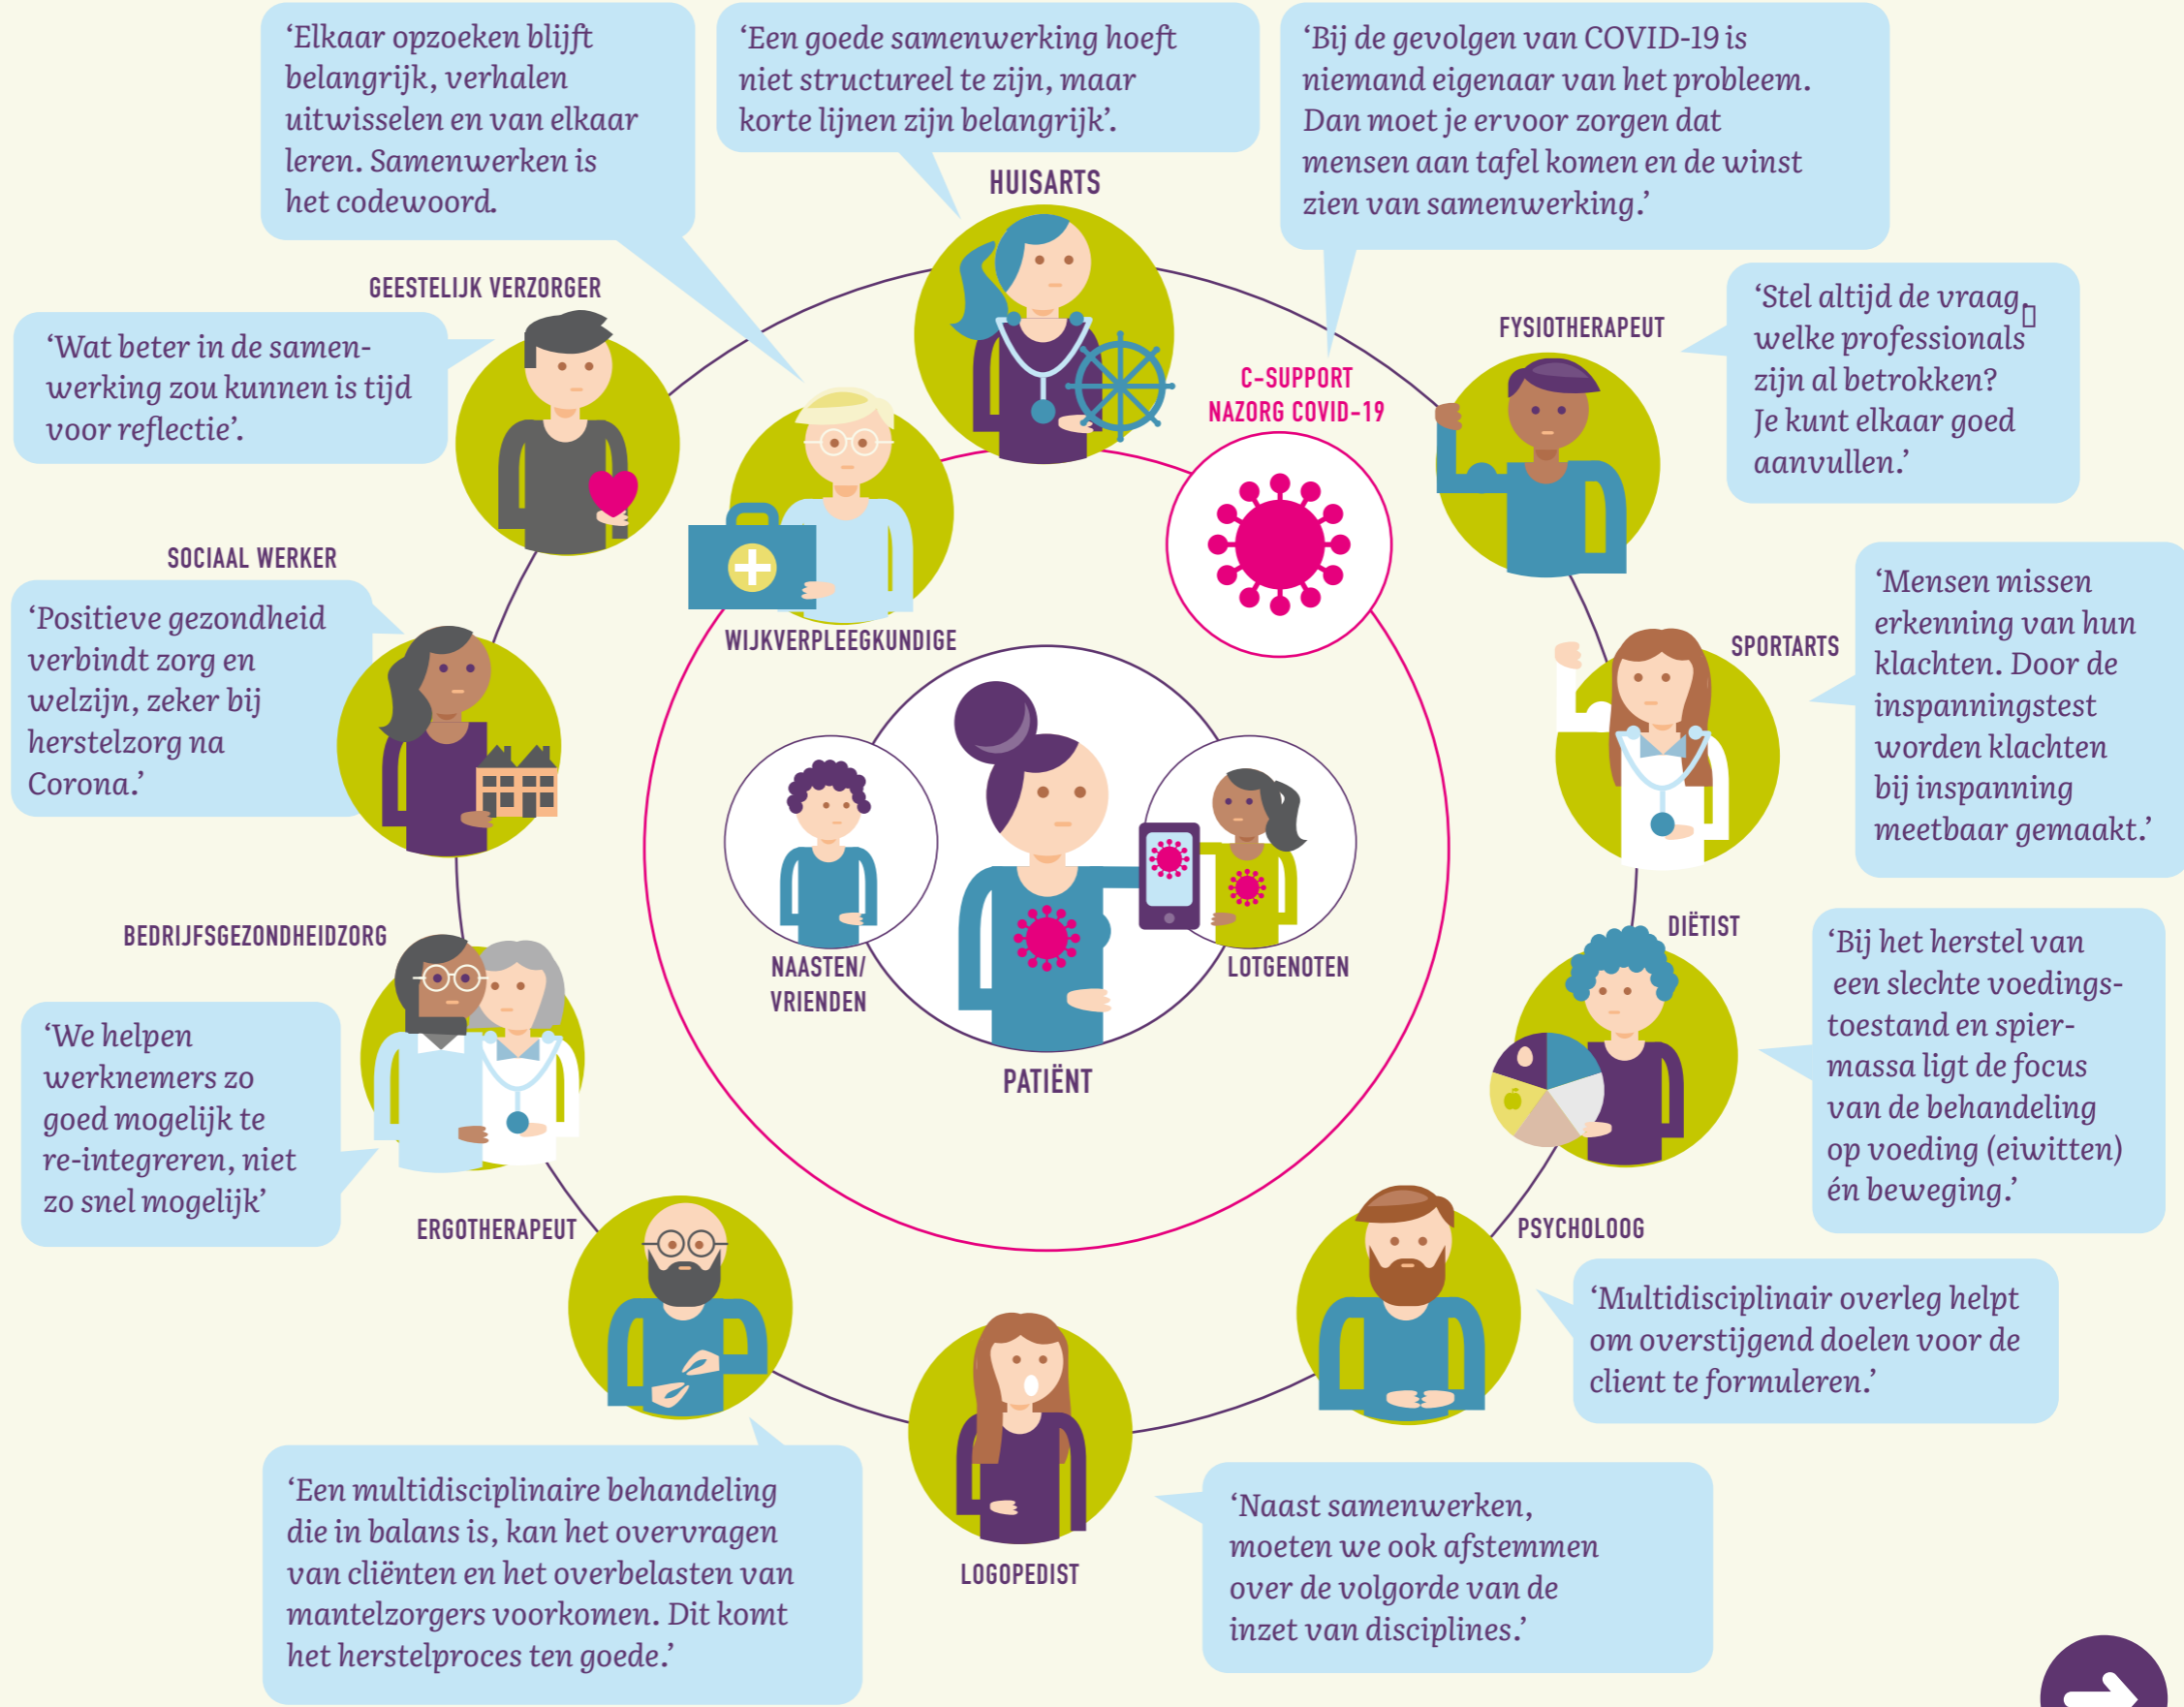 ‘Elkaar opzoeken blijft
belangrijk, verhalen
uitwisselen en van elkaar
leren. Samenwerken is
het codewoord.
‘Een goede samenwerking hoeft
niet structureel te zijn, maar
korte lijnen zijn belangrijk’.
‘Bij de gevolgen van COVID-19 is
niemand eigenaar van het probleem.
Dan moet je ervoor zorgen dat
mensen aan tafel komen en de winst
zien van samenwerking.’
HUISARTS
GEESTELIJK VERZORGER
‘Wat beter in de samen-
werking zou kunnen is tijd
voor reflectie’.
C-SUPPORT
NAZORG COVID-19
FYSIOTHERAPEUT
‘Stel altijd de vraag,
welke professionals
zijn al betrokken?
Je kunt elkaar goed
aanvullen.’
SOCIAAL WERKER
‘Positieve gezondheid
verbindt zorg en
welzijn, zeker bij
herstelzorg na
Corona.’
WIJKVERPLEEGKUNDIGE
SPORTARTS
‘Mensen missen
erkenning van hun
klachten. Door de
inspanningstest
worden klachten
bij inspanning
meetbaar gemaakt.’
BEDRIJFSGEZONDHEIDZORG
‘We helpen
werknemers zo
goed mogelijk te
re-integreren, niet
zo snel mogelijk’
NAASTEN/
VRIENDEN
LOTGENOTEN
PATIËNT
DIËTIST
‘Bij het herstel van
een slechte voedings-
toestand en spier-
massa ligt de focus
van de behandeling
op voeding (eiwitten)
én beweging.’
ERGOTHERAPEUT
PSYCHOLOOG
‘Multidisciplinair overleg helpt
om overstijgend doelen voor de
client te formuleren.’
‘Een multidisciplinaire behandeling
die in balans is, kan het overvragen
van cliënten en het overbelasten van
mantelzorgers voorkomen. Dit komt
het herstelproces ten goede.’
LOGOPEDIST
‘Naast samenwerken,
moeten we ook afstemmen
over de volgorde van de
inzet van disciplines.’